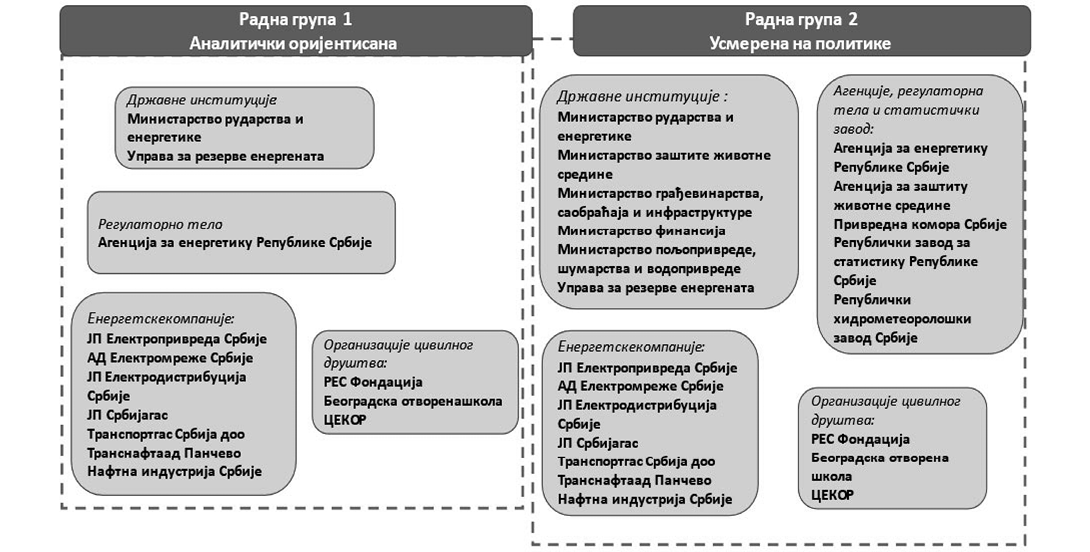 Радна група 1
Аналитички оријентисана
Државне институције
Министарство рударства и
енергетике
Управа за резерве енергената
Регулаторно тела
Агенција за енергетику Републике Србије
Енергетскекомпаније:
ЈП Електропривреда Србије
АД Електромреже Србије
ЈП Електродистрибуција
Србије
ЈП Србијагас
Транспортгас Србија доо
Транснафтаад Панчево
Нафтна индустрија Србије
Организације цивилног
друштва:
РЕС Фондација
Београдска отворенашкола
ЦЕКОР
Радна група 2
Усмерена на политике
Државне институције :
Министарство рударства и
енергетике
Министарство заштите животне
средине
Министарство грађевинарства,
саобраћаја и инфраструктуре
Министарство финансија
Министарство пољопривреде,
шумарства и водопривреде
Управа за резерве енергената
Агенције, регулаторна
тела и статистички
завод:
Агенција за енергетику
Републике Србије
Агенција за заштиту
животне средине
Привредна комора Србије
Републички завод за
статистику Републике
Србије
Републички
хидрометеоролошки
завод Србије
Енергетскекомпаније:
ЈП Електропривреда Србије
АД Електромреже Србије
ЈП Електродистрибуција
Србије
ЈП Србијагас
Транспортгас Србија доо
Транснафтаад Панчево
Нафтна индустрија Србије
Организације цивилног
друштва:
РЕС Фондација
Београдска отворена
школа
ЦЕКОР